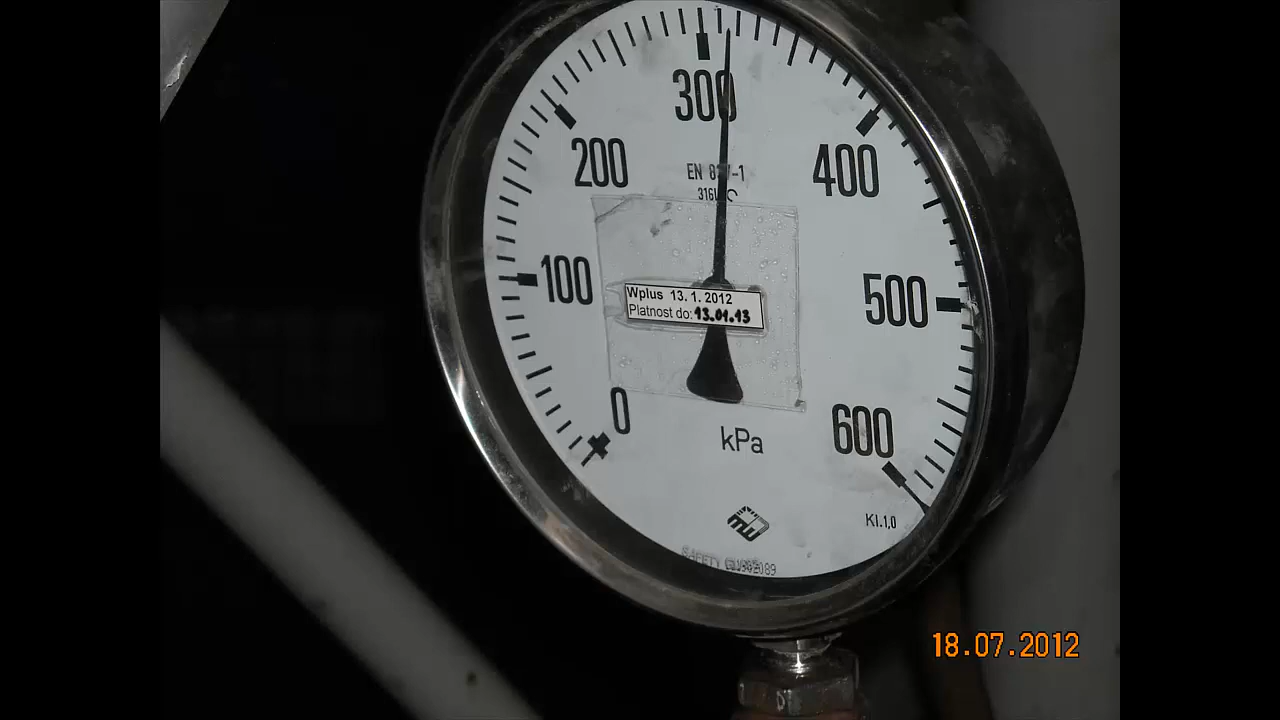 300
200
400
EN 837-1
316L
100
500
Wplus 13.1.2012
Platnost do: 13.01.13
0
600
kPa
Kl.1,0
SAFETY
18.07.2012